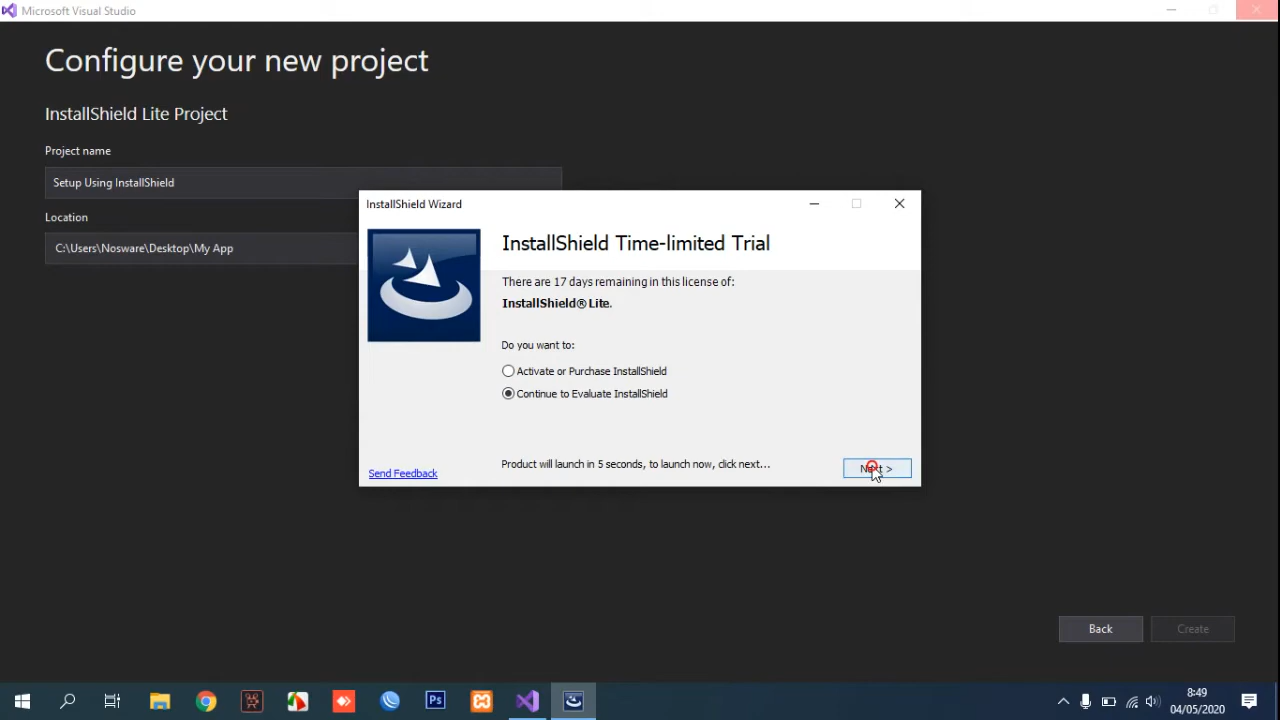 Microsoft Visual Studio
Configure your new project
InstallShield Lite Project
Project name
Setup Using InstallShield
Location
C:\Users\Nosware\Desktop\My App
InstallShield Wizard
InstallShield Time-limited Trial
There are 17 days remaining in this license of:
InstallShield® Lite.
Do you want to:
Activate or Purchase InstallShield
Continue to Evaluate InstallShield
Product will launch in 5 seconds, to launch now, click next...
Send Feedback
Next >
Back
Create
Ps
8:49
04/05/2020